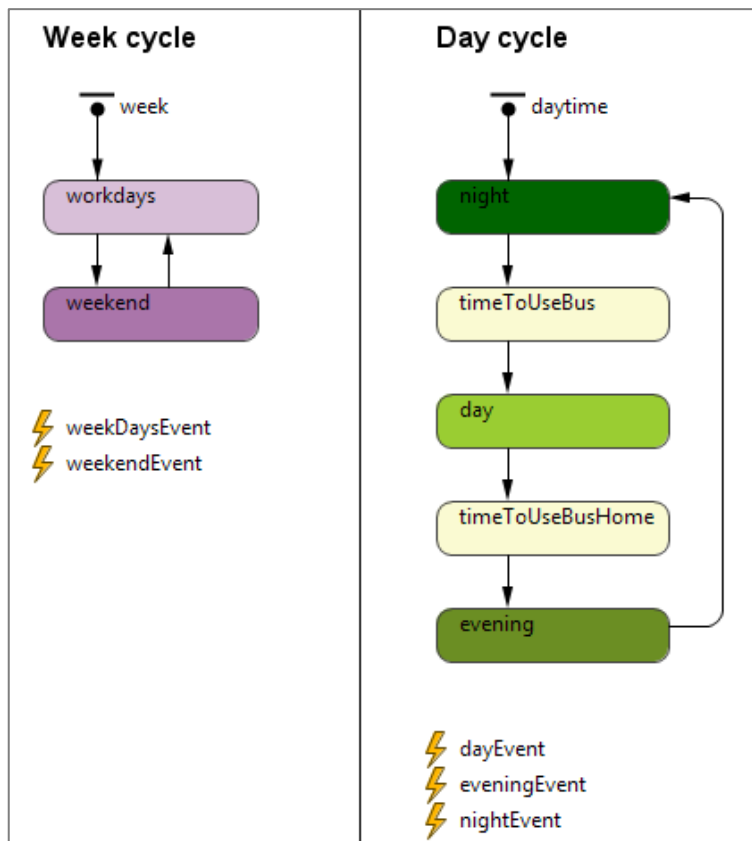 Week cycle
week
workdays
weekend
weekDaysEvent
weekendEvent
Day cycle
daytime
night
timeToUseBus
day
timeToUseBusHome
evening
dayEvent
eveningEvent
nightEvent